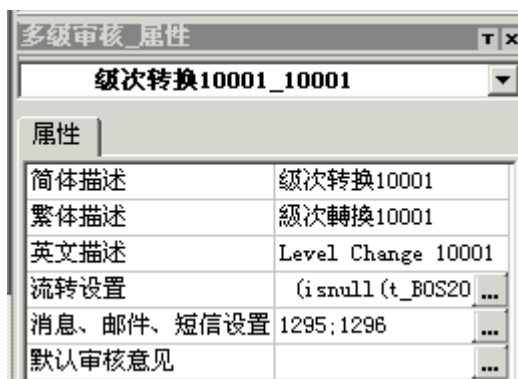 多级审核_属性
级次转换10001_10001
属性
简体描述 级次转换10001
繁体描述 級次轉換10001
英文描述 Level Change 10001
流转设置 (isnull(t_BOS20 ...
消息、邮件、短信设置 1295;1296 ...
默认审核意见 ...